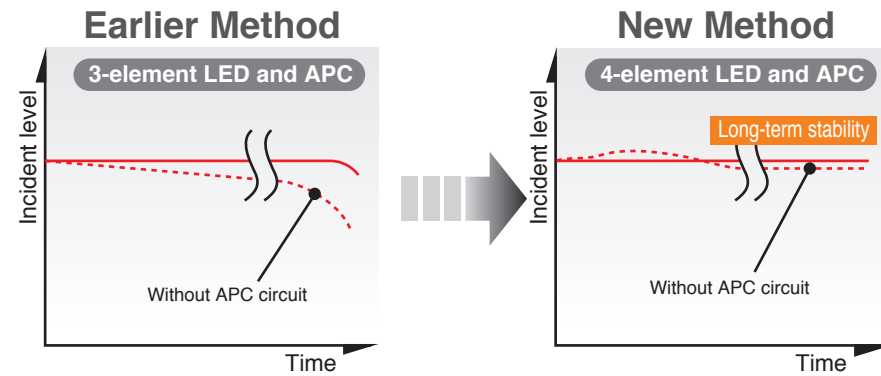 Earlier Method
3-element LED and APC
Incident level
Without APC circuit
Time
New Method
4-element LED and APC
Long-term stability
Incident level
Without APC circuit
Time